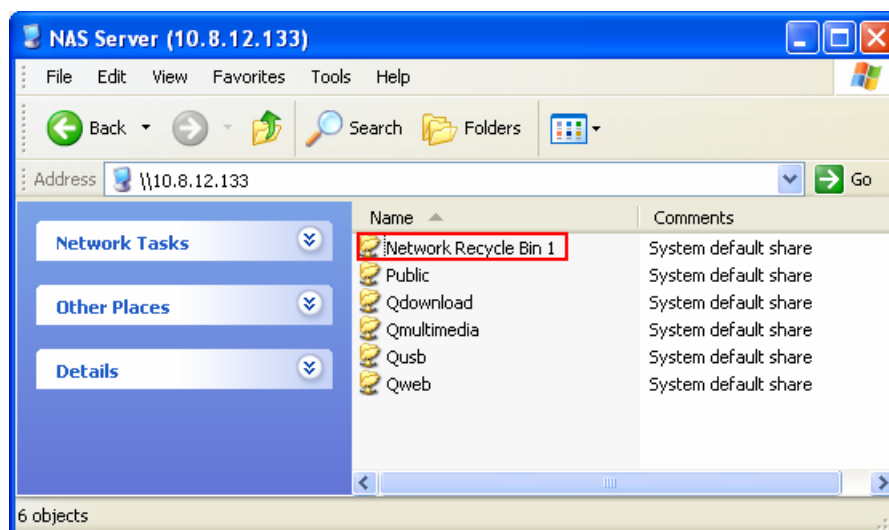 NAS Server (10.8.12.133)
File Edit View Favorites Tools Help
Back Search Folders
Address \\10.8.12.133 Go
Name Comments
Network Tasks
Other Places
Details
Network Recycle Bin 1 System default share
Public System default share
Qdownload System default share
Qmultimedia System default share
Qusb System default share
Qweb System default share
6 objects